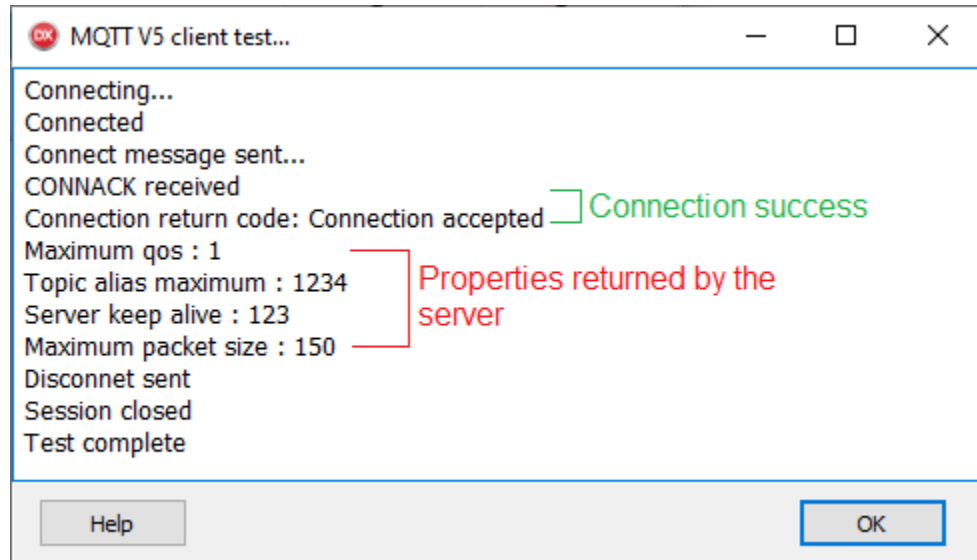 DX MQTT V5 client test...
Connecting...
Connected
Connect message sent...
CONNACK received
Connection return code: Connection accepted
Connection success
Maximum qos : 1
Topic alias maximum : 1234
Server keep alive : 123
Maximum packet size : 150
Properties returned by the
server
Disconnet sent
Session closed
Test complete
Help
OK